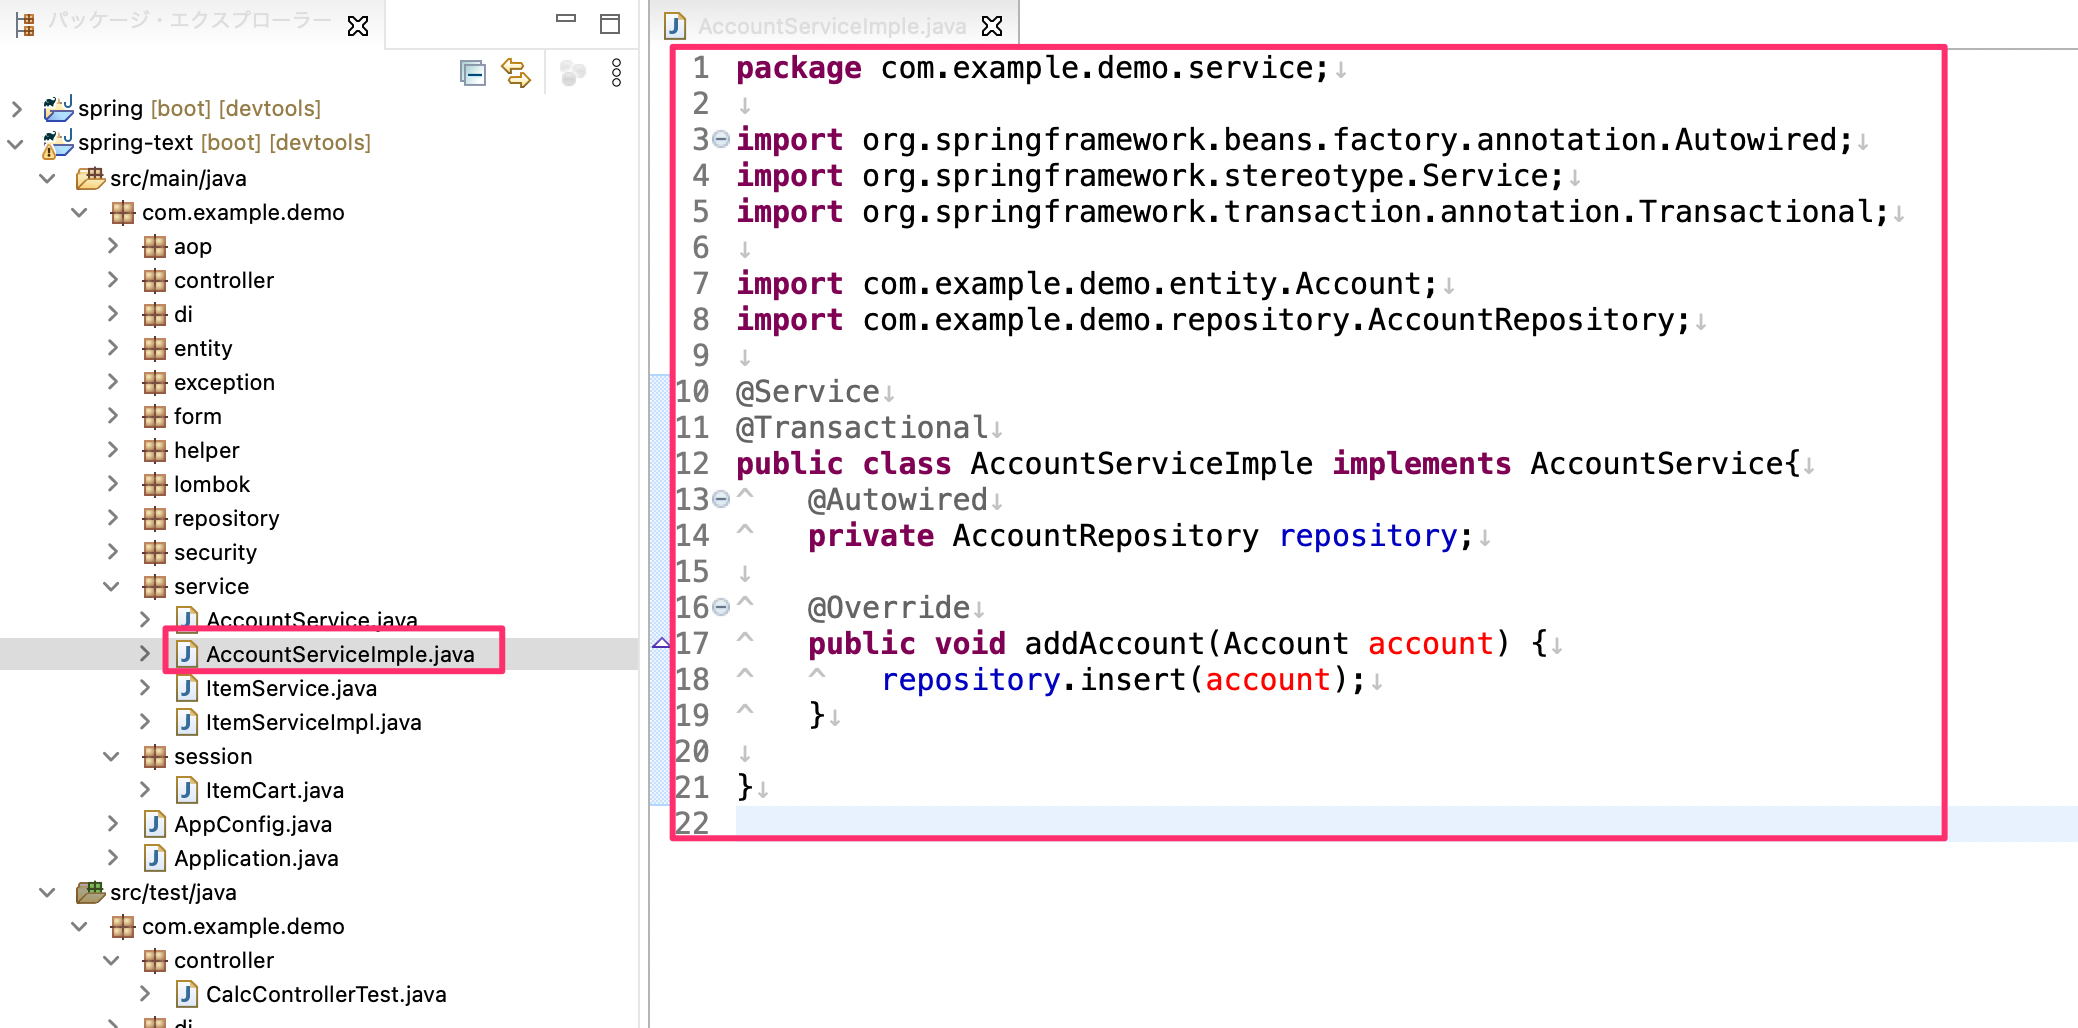 パッケージ・エクスプローラー
spring [boot] [devtools]
spring-text [boot] [devtools]
src/main/java
com.example.demo
aop
controller
di
entity
exception
form
helper
lombok
repository
security
service
AccountService.java
AccountServiceImple.java
ItemService.java
ItemServiceImpl.java
session
ItemCart.java
AppConfig.java
Application.java
src/test/java
com.example.demo
controller
CalcControllerTest.java
di
AccountServiceImple.java
1 package com.example.demo.service;↓
2 ↓
3 import org.springframework.beans.factory.annotation.Autowired;↓
4 import org.springframework.stereotype.Service;↓
5 import org.springframework.transaction.annotation.Transactional;↓
6 ↓
7 import com.example.demo.entity.Account;↓
8 import com.example.demo.repository.AccountRepository;↓
9 ↓
10 @Service↓
11 @Transactional↓
12 public class AccountServiceImple implements AccountService{↓
13 ^ @Autowired↓
14 ^ private AccountRepository repository;↓
15 ↓
16 ^ @Override↓
17 ^ public void addAccount(Account account) {↓
18 ^ ^ repository.insert(account);↓
19 ^ }↓
20 ↓
21 }↓
22